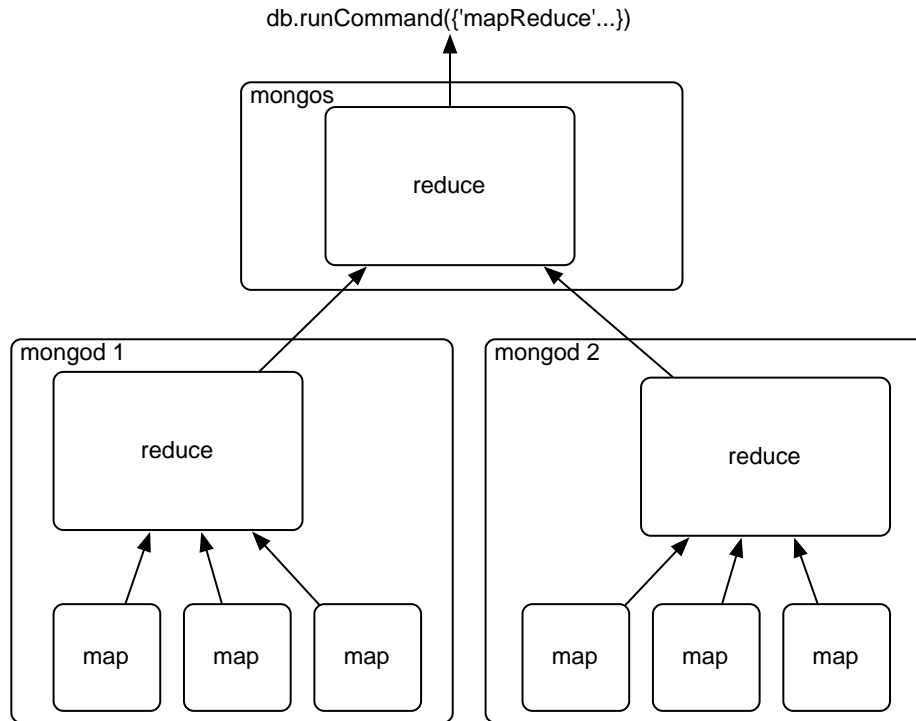 db.runCommand({'mapReduce'...})
mongos
reduce
mongod 1
mongod 2
reduce
reduce
map
map
map
map
map
map